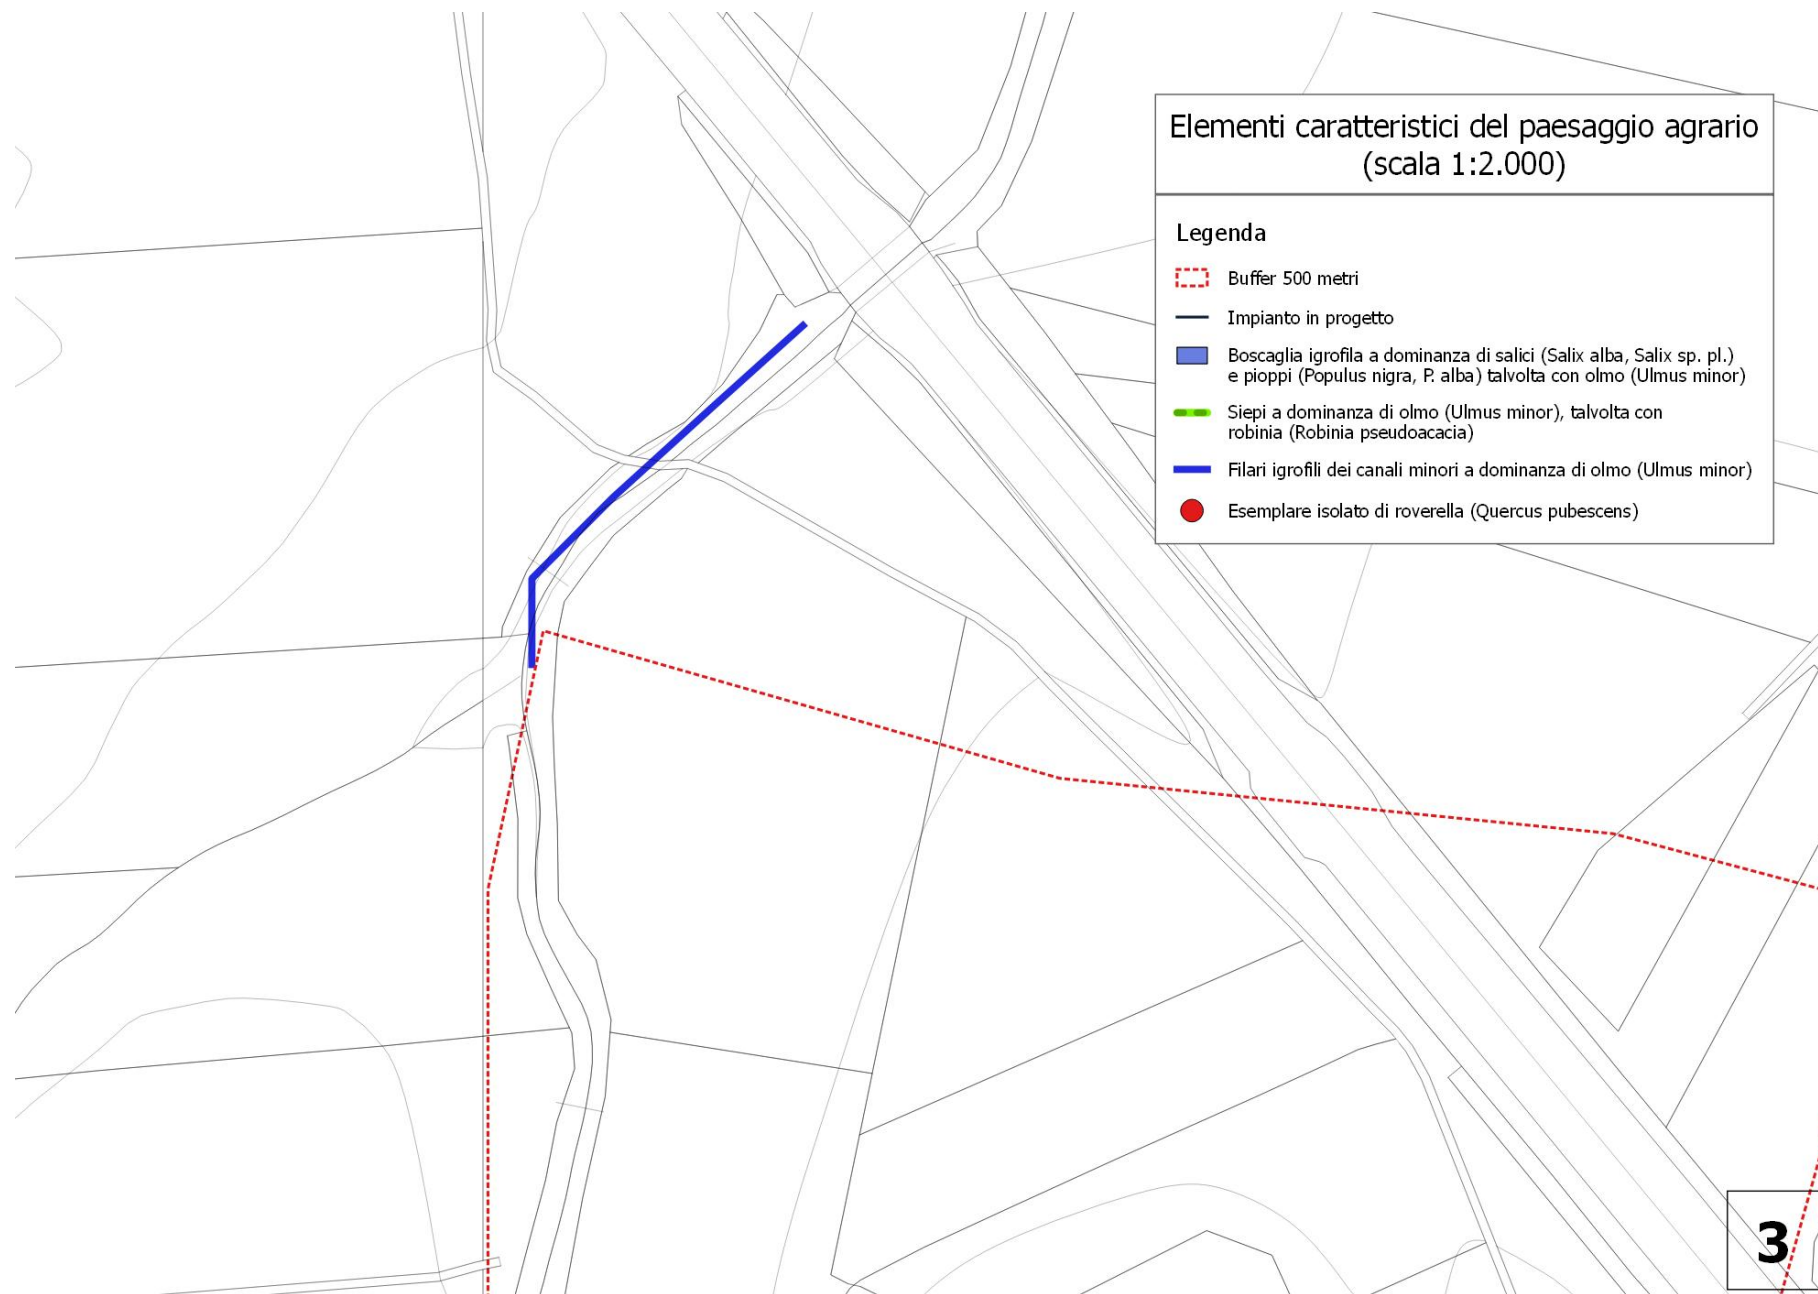 Elementi caratteristici del paesaggio agrario
(scala 1:2.000)
Legenda
Buffer 500 metri
Impianto in progetto
Boscaglia igrofila a dominanza di salici (Salix alba, Salix sp. pl.)
e pioppi (Populus nigra, P. alba) talvolta con olmo (Ulmus minor)
Siepi a dominanza di olmo (Ulmus minor), talvolta con
robinia (Robinia pseudoacacia)
Filari igrofili dei canali minori a dominanza di olmo (Ulmus minor)
Esemplare isolato di roverella (Quercus pubescens)
3